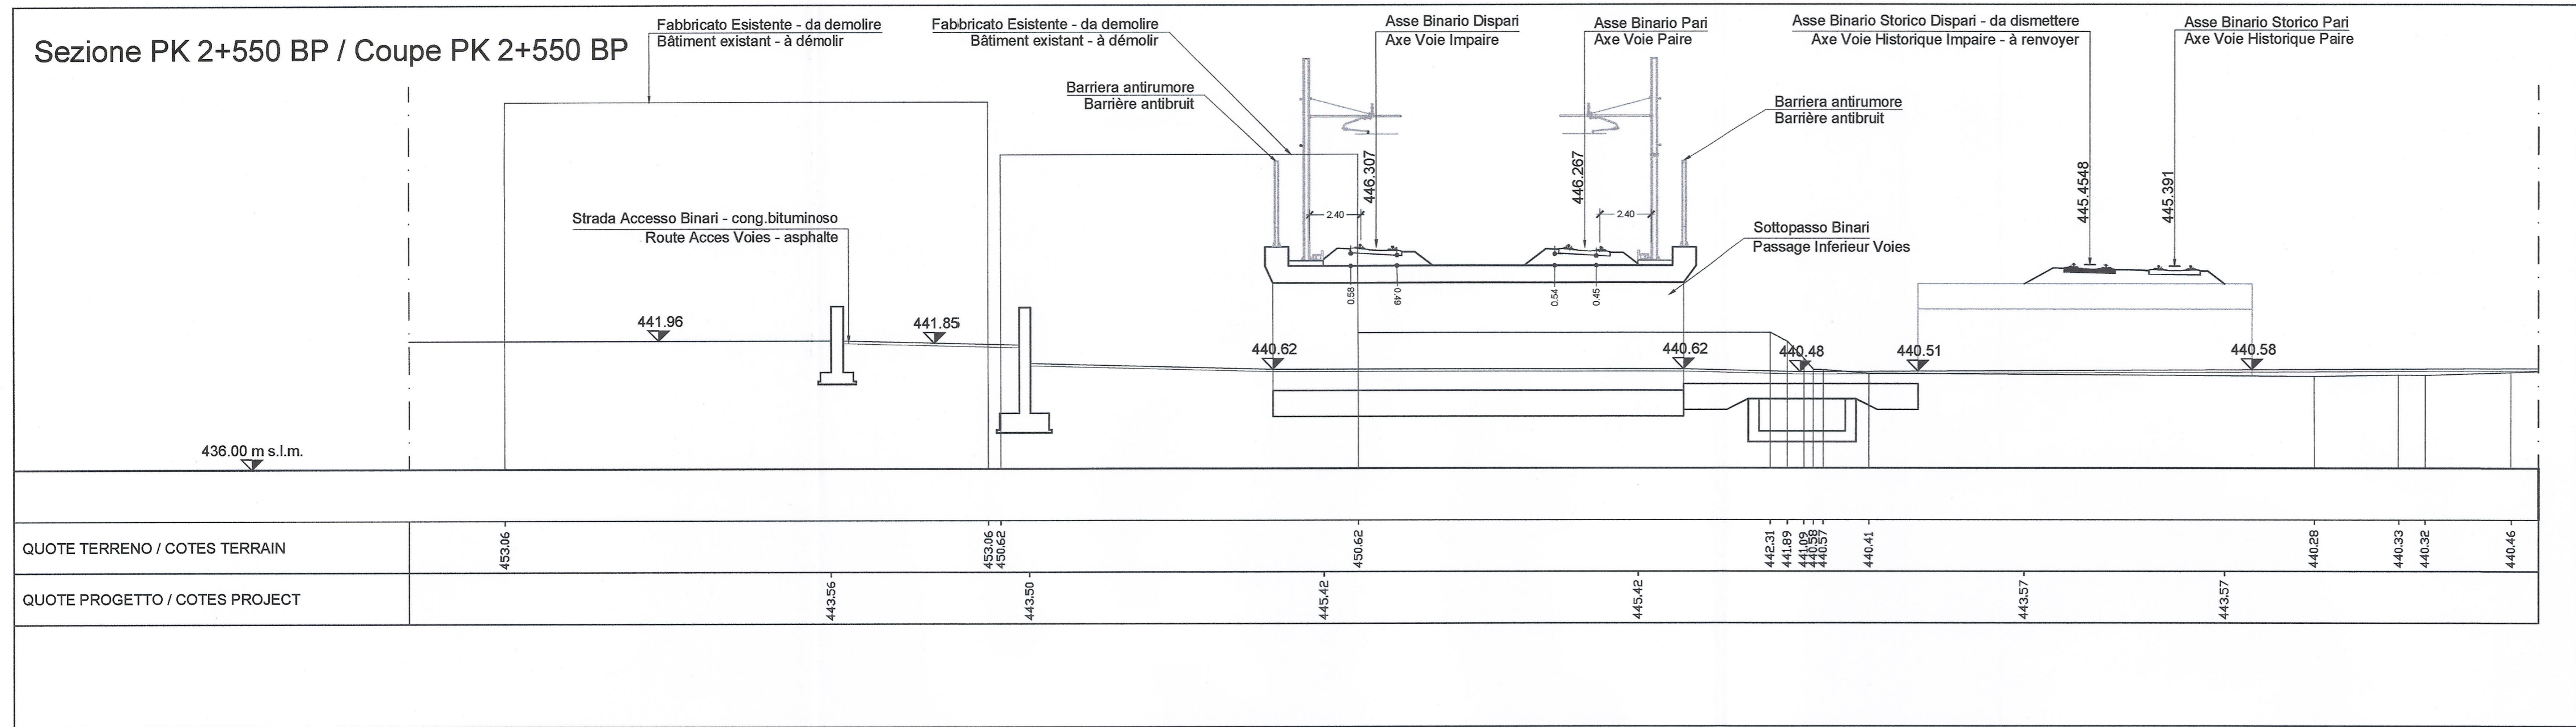 Sezione PK 2+550 BP / Coupe PK 2+550 BP
Fabbricato Esistente - da demolire
Bâtiment existant - à démolir
Fabbricato Esistente - da demolire
Bâtiment existant - à démolir
Asse Binario Dispari
Axe Voie Impaire
Asse Binario Pari
Axe Voie Paire
Asse Binario Storico Dispari - da dismettere
Axe Voie Historique Impaire - à renvoyer
Asse Binario Storico Pari
Axe Voie Historique Paire
Barriera antirumore
Barrière antibruit
Barriera antirumore
Barrière antibruit
446.307
446.267
445.4548
445.391
2.40
2.40
Strada Accesso Binari - cong.bituminoso
Route Acces Voies - asphalte
Sottopasso Binari
Passage Inferieur Voies
0.58
0.49
0.54
0.45
441.96
441.85
440.62
440.62
440.48
440.51
440.58
436.00 m s.l.m.
QUOTE TERRENO / COTES TERRAIN
453.06
453.06
450.62
450.62
442.31
441.89
441.09
440.58
440.57
440.41
440.28
440.33
440.32
440.46
QUOTE PROGETTO / COTES PROJECT
443.56
443.50
445.42
445.42
443.57
443.57